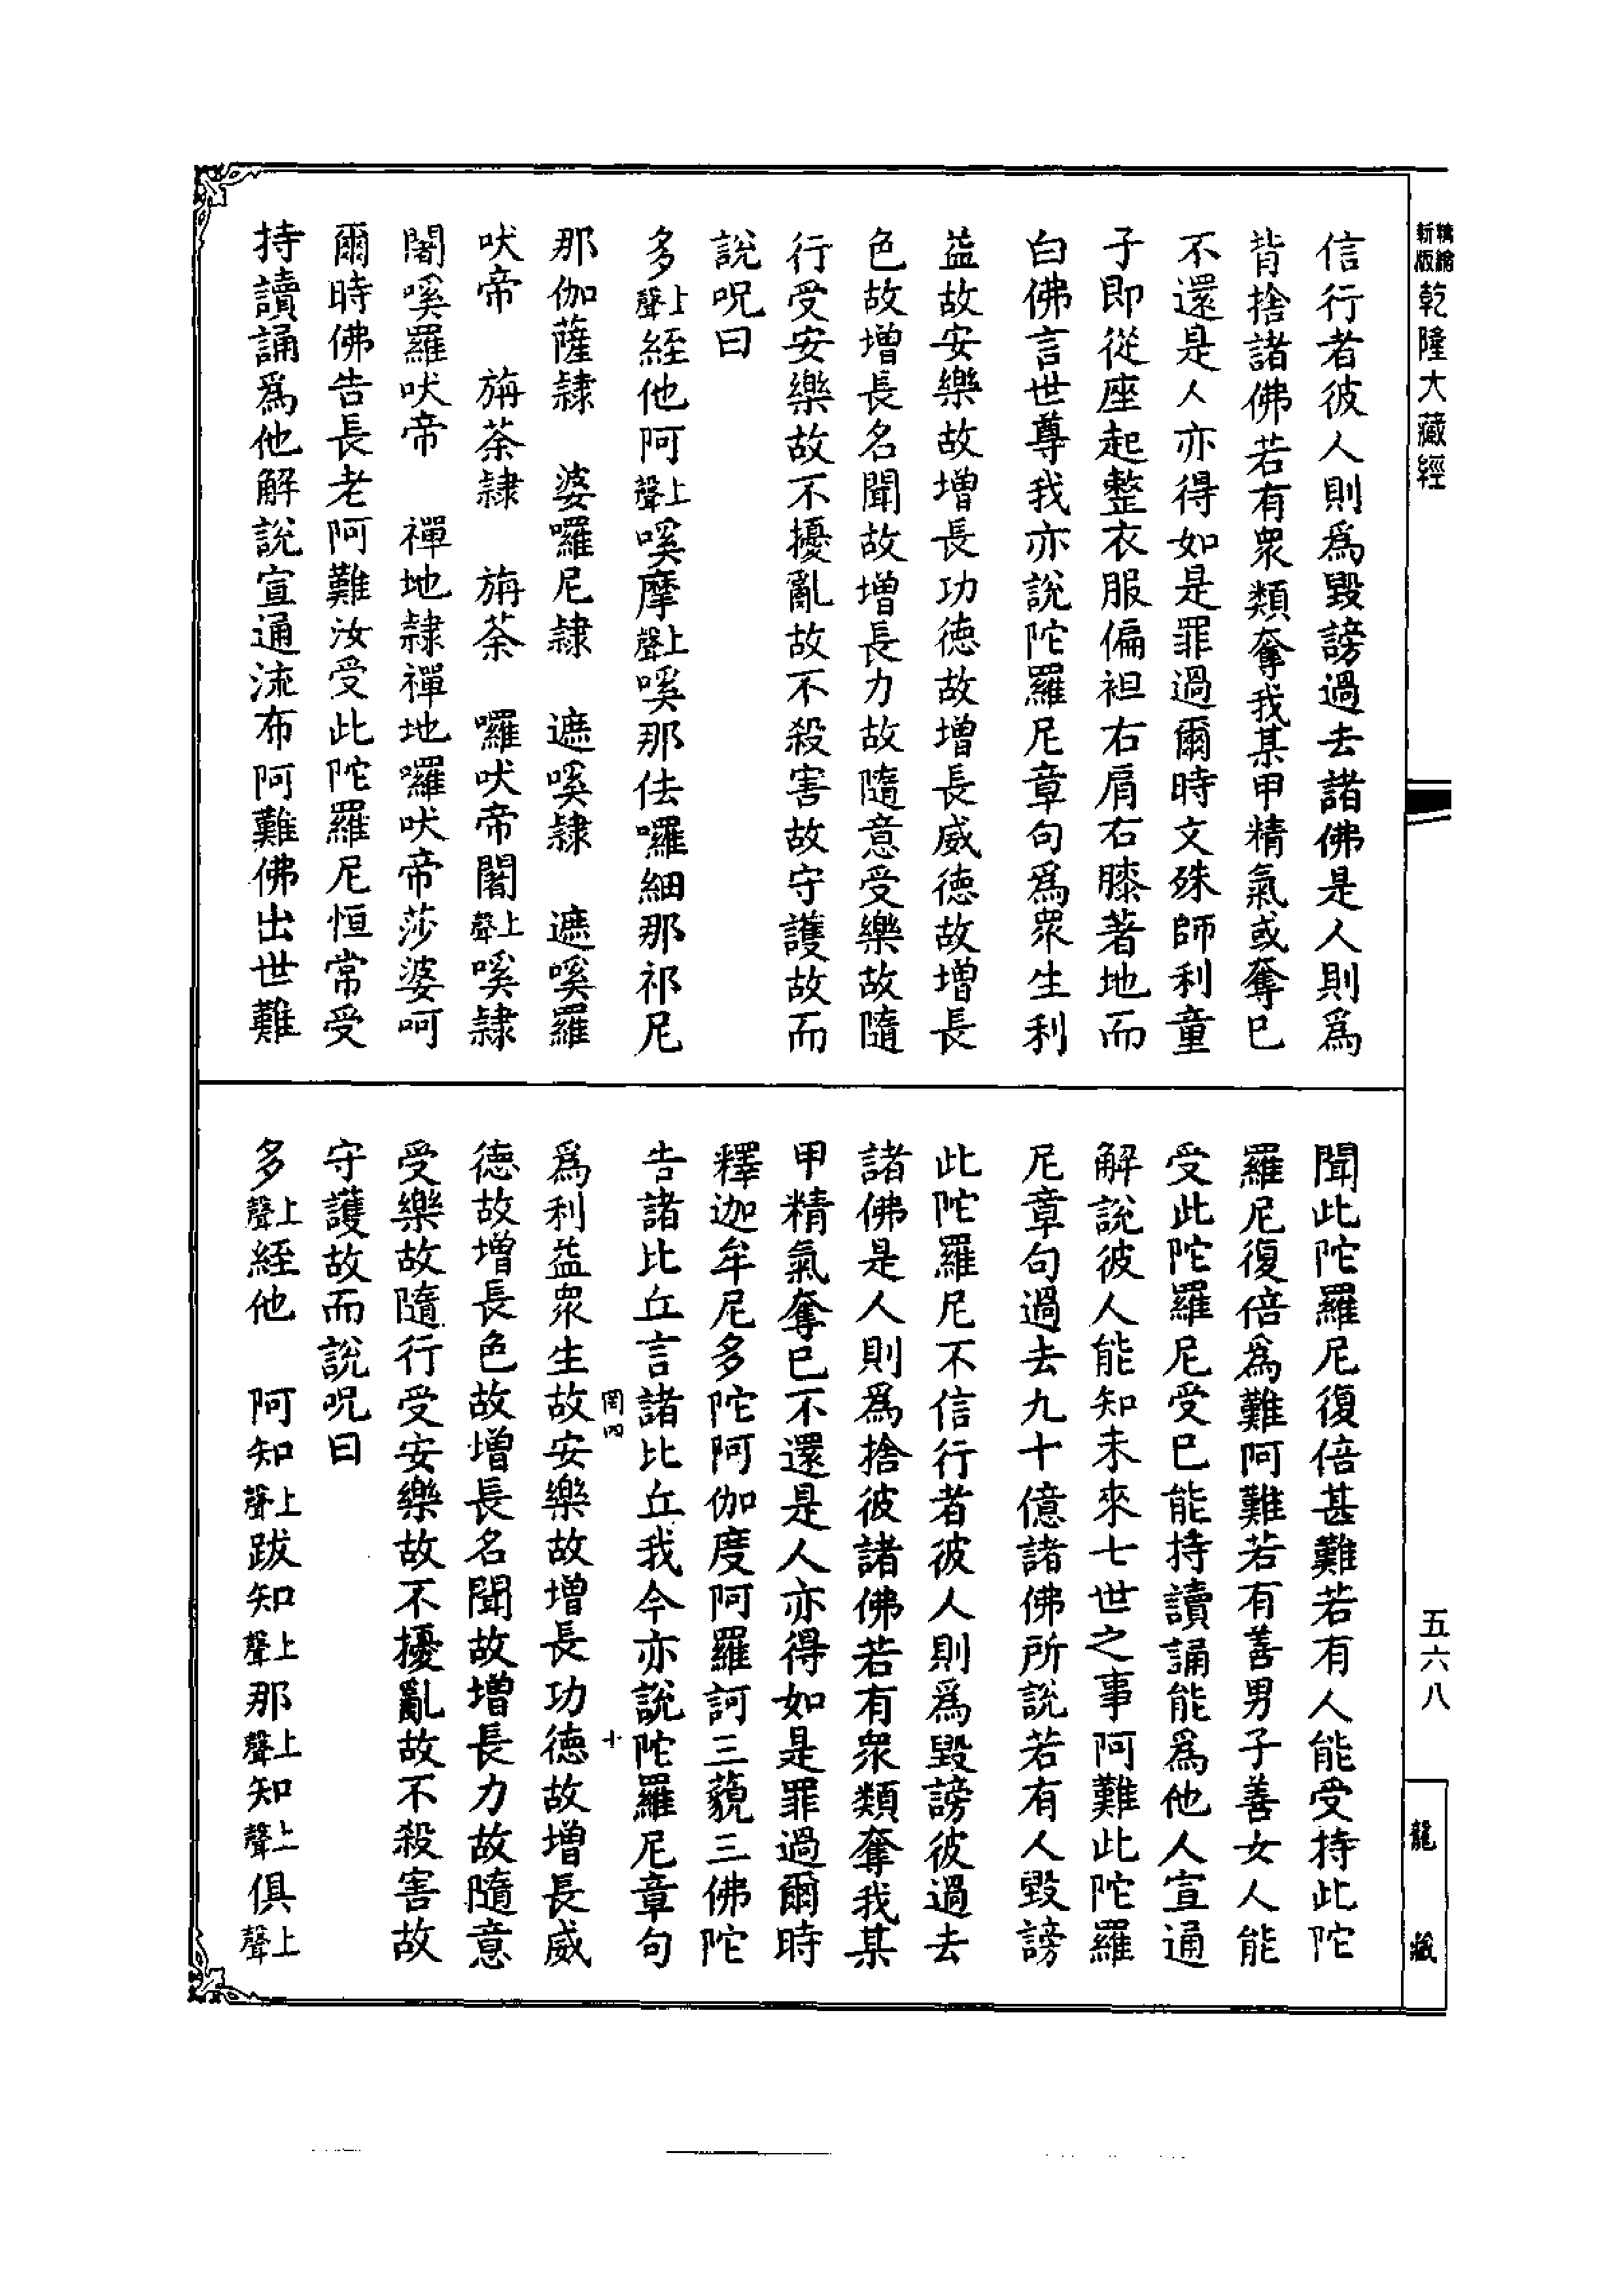 精繪
新版
乾隆大藏經
信行者彼人則爲毀謗過去諸佛是人則爲
背捨諸佛若有衆類奪我某甲精氣或奪已
不還是人亦得如是罪過爾時文殊師利童
子即從座起整衣服偏袒右肩右膝著地而
白佛言世尊我亦說陀羅尼章句爲衆生利
益故安樂故增長功德故增長威德故增長
色故增長名聞故增長力故隨意受樂故隨
行受安樂故不擾亂故不殺害故守護故而
說呪曰
多上聲絰他阿上聲㗨摩上聲㗨那佉囉細那祁尼
那伽薩隸　婆囉尼隸　遮㗨隸　遮㗨羅
吠帝　旃荼隸　旃荼　囉吠帝闍上聲㗨隸
闍㗨羅吠帝　禪地隸禪地囉吠帝莎婆呵
爾時佛告長老阿難汝受此陀羅尼恒常受
持讀誦爲他解說宣通流布阿難佛出世難
聞此陀羅尼復倍甚難若有人能受持此陀
羅尼復倍爲難阿難若有善男子善女人能
受此陀羅尼受已能持讀誦能爲他人宣通
解說彼人能知未來七世之事阿難此陀羅
尼章句過去九十億諸佛所說若有人毀謗
此陀羅尼不信行者彼人則爲毀謗彼過去
諸佛是人則爲捨彼諸佛若有衆類奪我某
甲精氣奪已不還是人亦得如是罪過爾時
釋迦牟尼多陀阿伽度阿羅訶三藐三佛陀
告諸比丘言諸比丘我今亦說陀羅尼章句
罔四　十
爲利益衆生故安樂故增長功德故增長威
德故增長色故增長名聞故增長力故隨意
受樂故隨行受安樂故不擾亂故不殺害故
守護故而說呪曰
多上聲絰他　阿知上聲跋知上聲那上聲知上聲俱上聲
五六八
龍藏